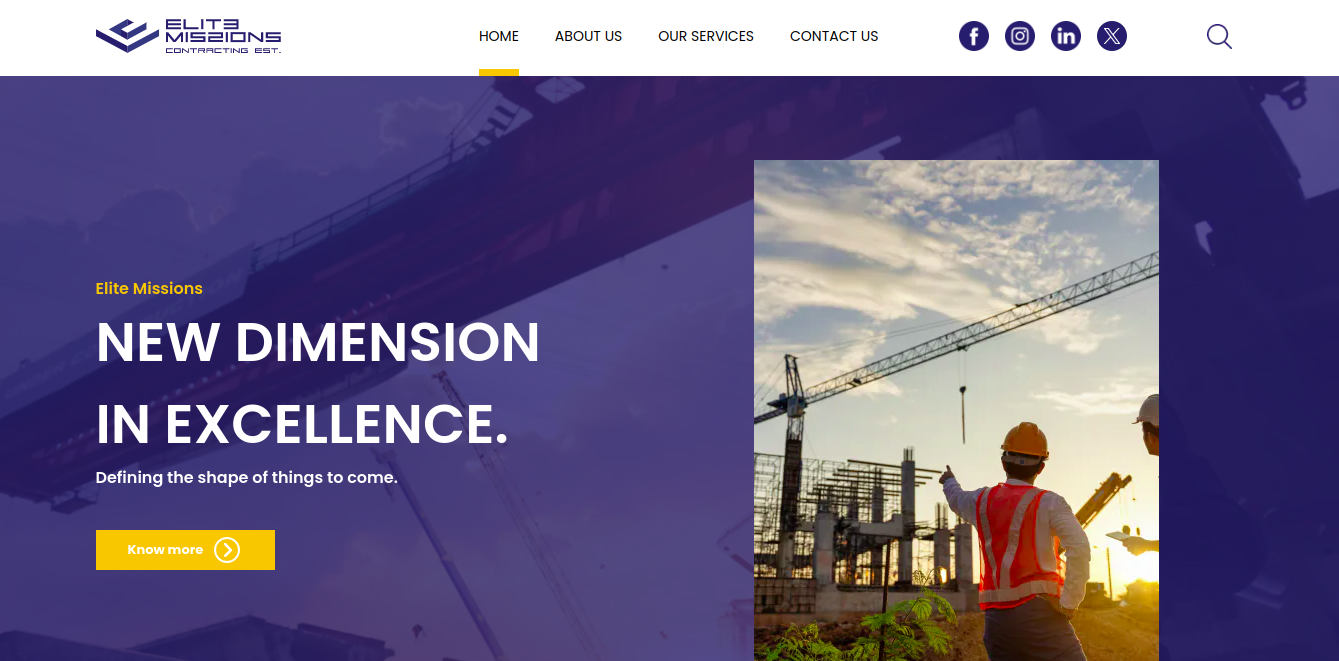 ELITE
MISSIONS
CONTRACTING EST.
HOME
ABOUT US
OUR SERVICES
CONTACT US
Elite Missions
NEW DIMENSION
IN EXCELLENCE.
Defining the shape of things to come.
Know more